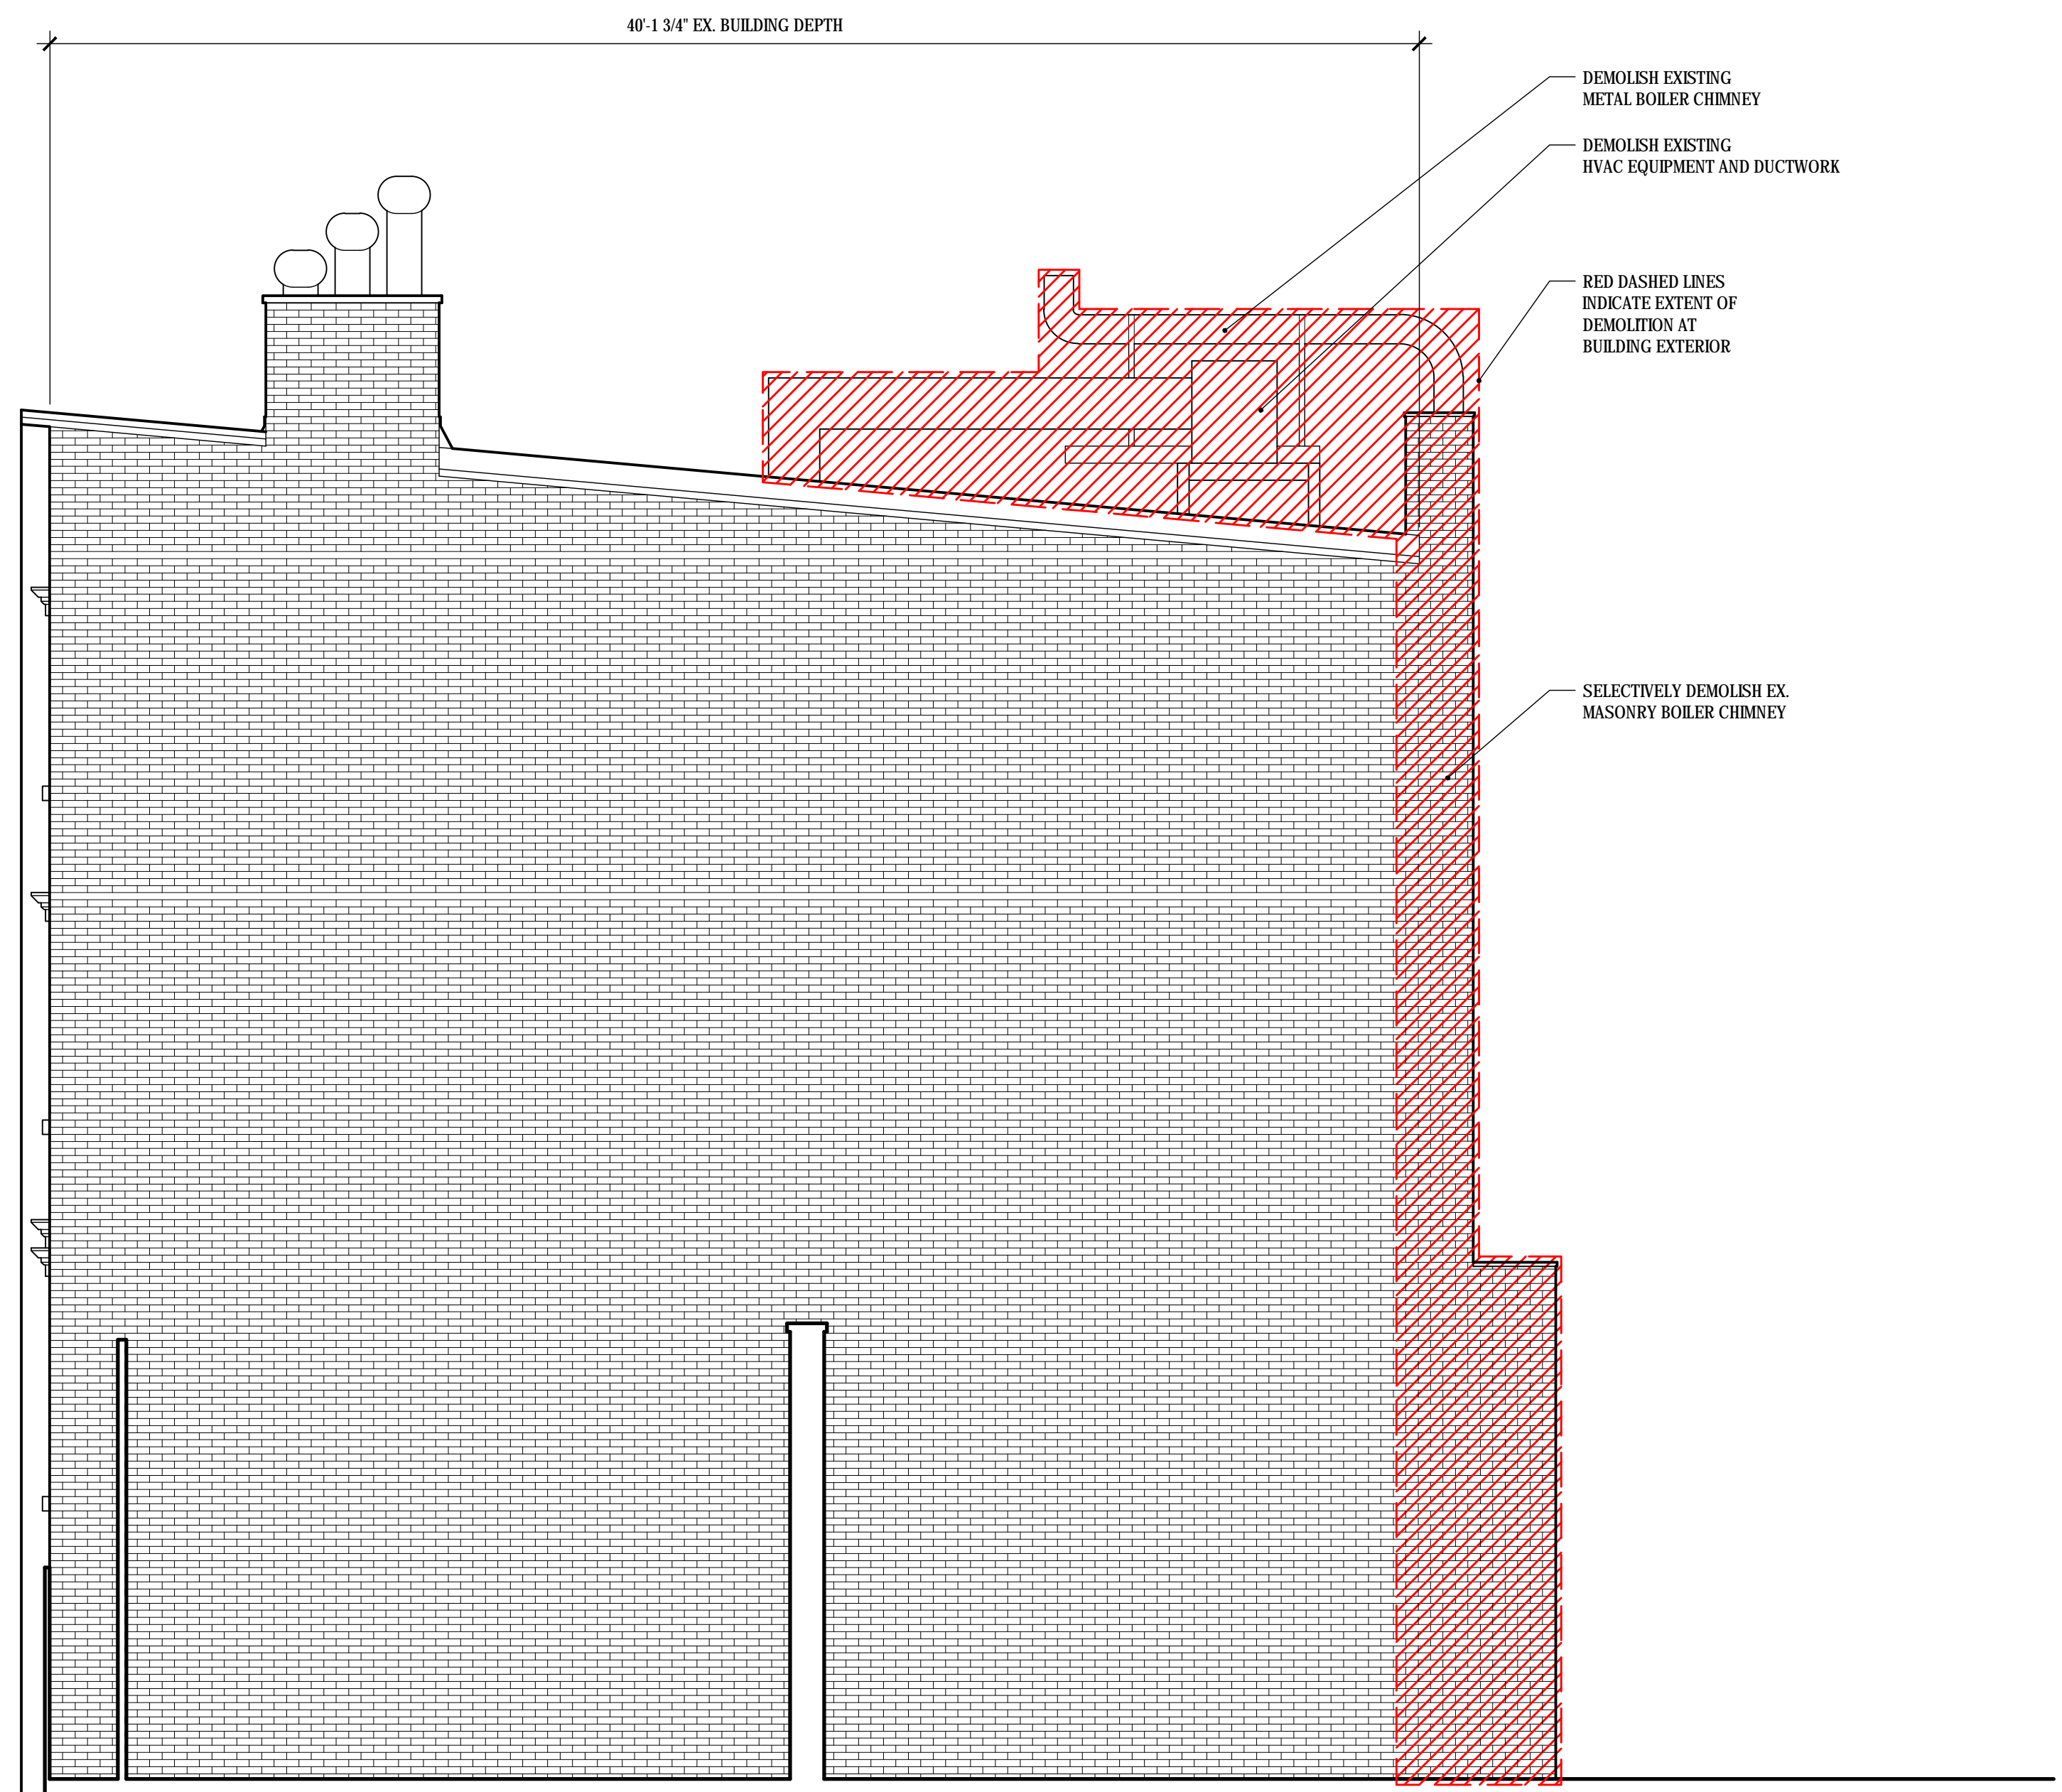 40'-1 3/4" EX. BUILDING DEPTH
DEMOLISH EXISTING
METAL BOILER CHIMNEY
DEMOLISH EXISTING
HVAC EQUIPMENT AND DUCTWORK
RED DASHED LINES
INDICATE EXTENT OF
DEMOLITION AT
BUILDING EXTERIOR
SELECTIVELY DEMOLISH EX.
MASONRY BOILER CHIMNEY